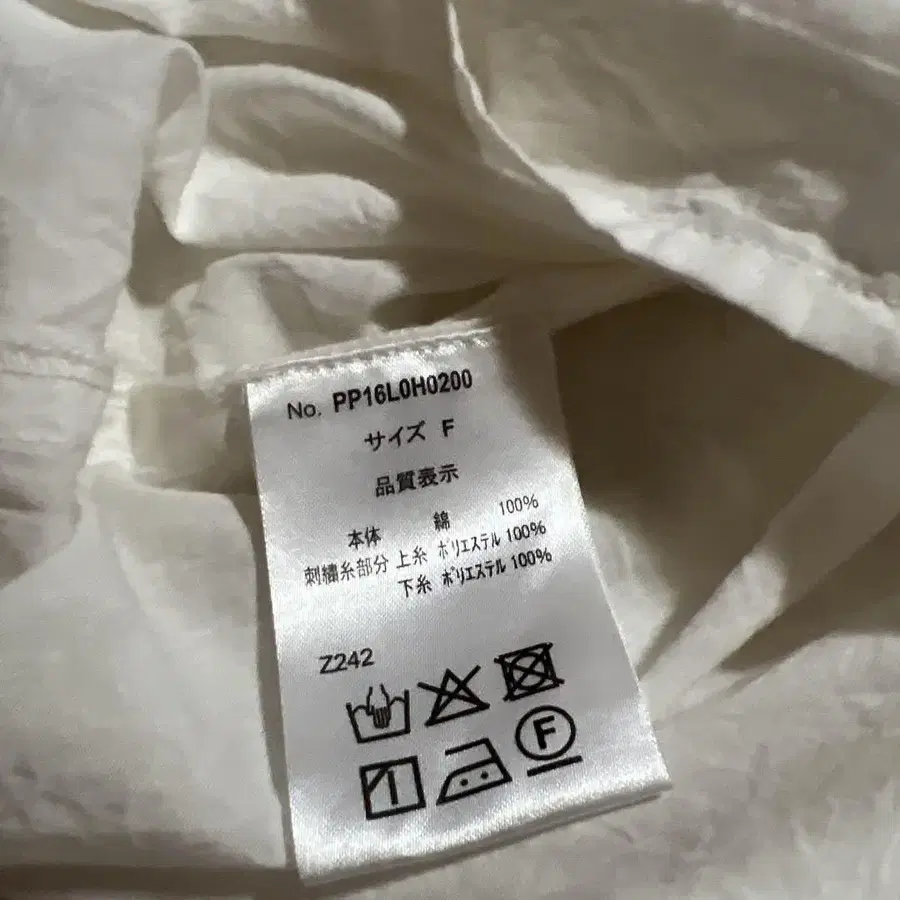 No. PP16L0H0200
サイズ F
品質表示
本体 綿 100%
刺繍糸部分 上糸 ポリエステル 100%
下糸 ポリエステル 100%
Z242
F